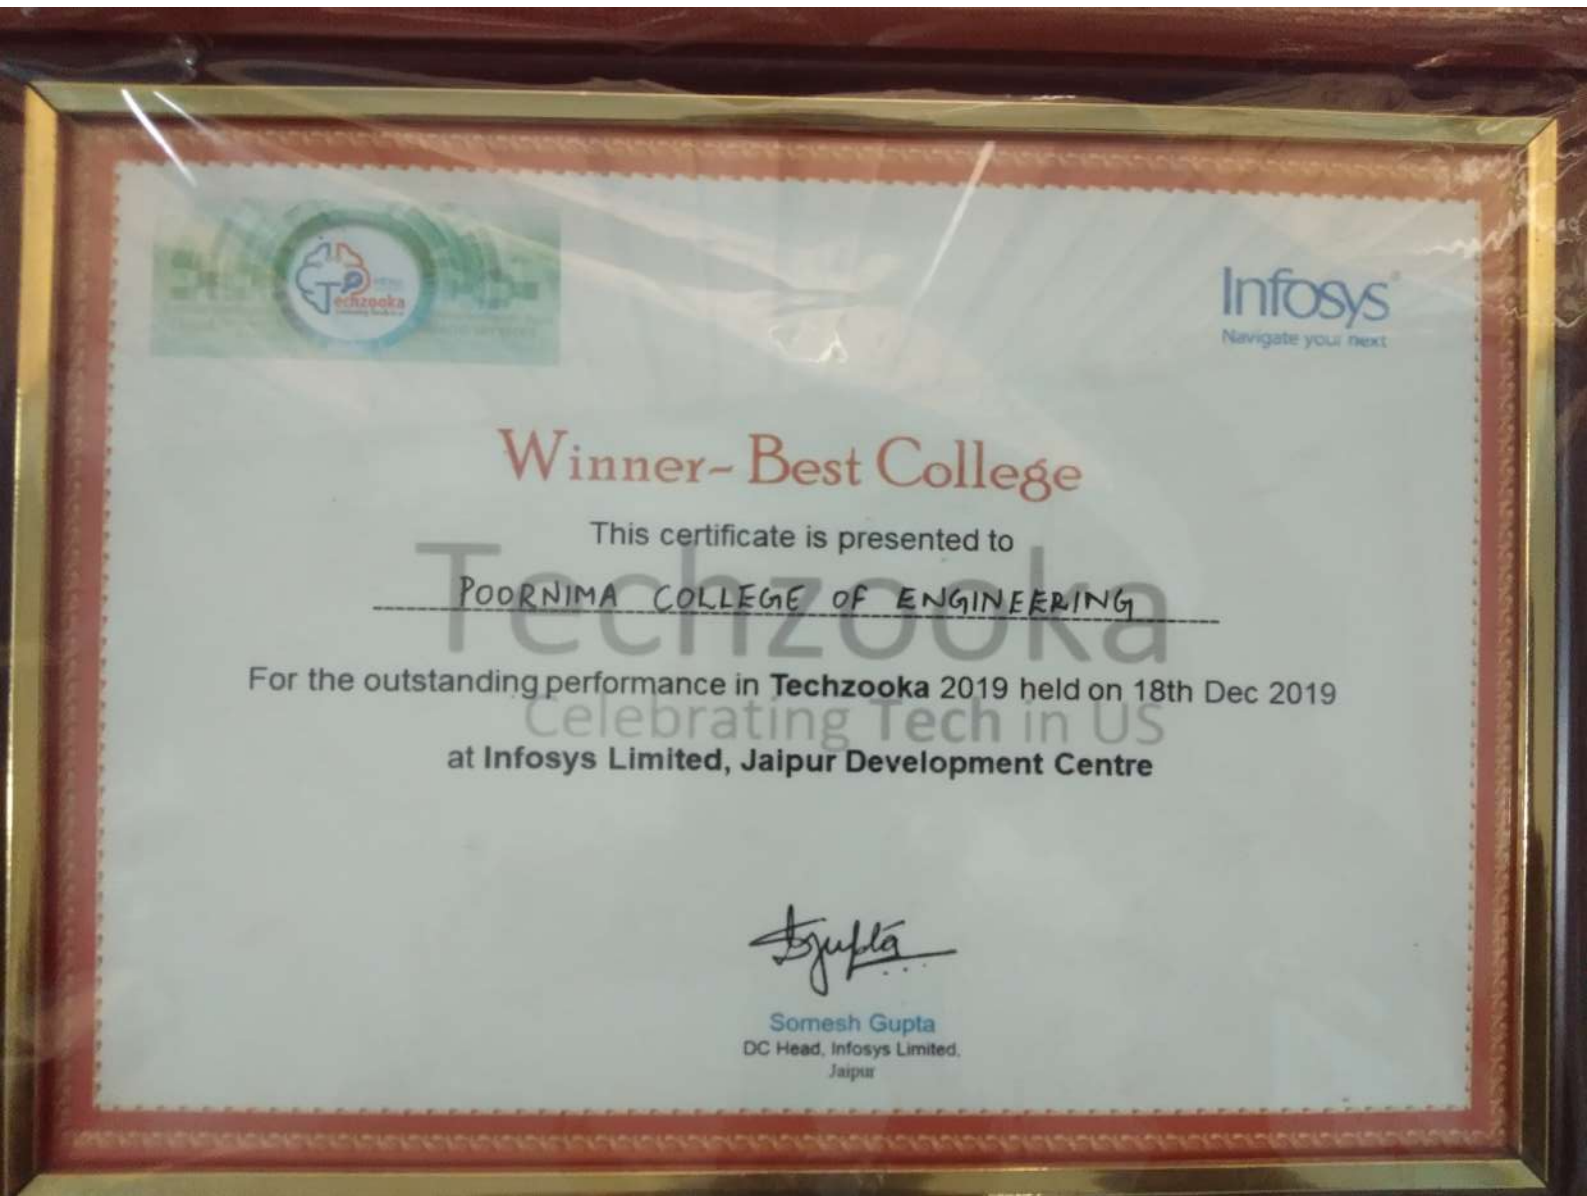 Techzooka
Infosys
Navigate your next
Winner- Best College
This certificate is presented to
POORNIMA COLLEGE OF ENGINEERING
Techzooka
For the outstanding performance in Techzooka 2019 held on 18th Dec 2019
Celebrating Tech in US
at Infosys Limited, Jaipur Development Centre
Sgupta
Somesh Gupta
DC Head, Infosys Limited,
Jaipur